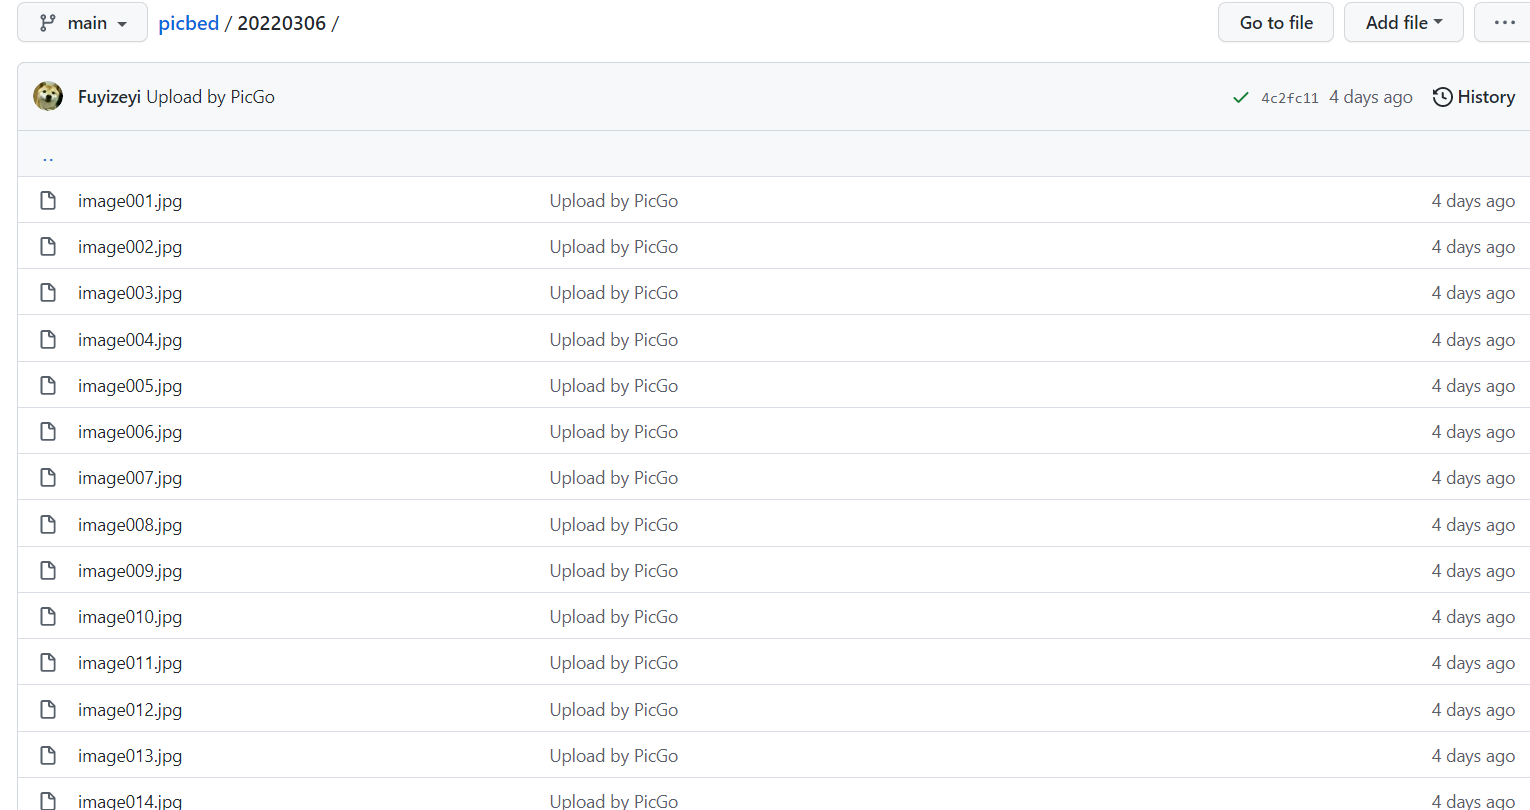 main picbed / 20220306 / Go to file Add file ...
Fuyizeyi Upload by PicGo 4c2fc11 4 days ago History
..
image001.jpg Upload by PicGo 4 days ago
image002.jpg Upload by PicGo 4 days ago
image003.jpg Upload by PicGo 4 days ago
image004.jpg Upload by PicGo 4 days ago
image005.jpg Upload by PicGo 4 days ago
image006.jpg Upload by PicGo 4 days ago
image007.jpg Upload by PicGo 4 days ago
image008.jpg Upload by PicGo 4 days ago
image009.jpg Upload by PicGo 4 days ago
image010.jpg Upload by PicGo 4 days ago
image011.jpg Upload by PicGo 4 days ago
image012.jpg Upload by PicGo 4 days ago
image013.jpg Upload by PicGo 4 days ago
image014.jpg Upload by PicGo 4 days ago